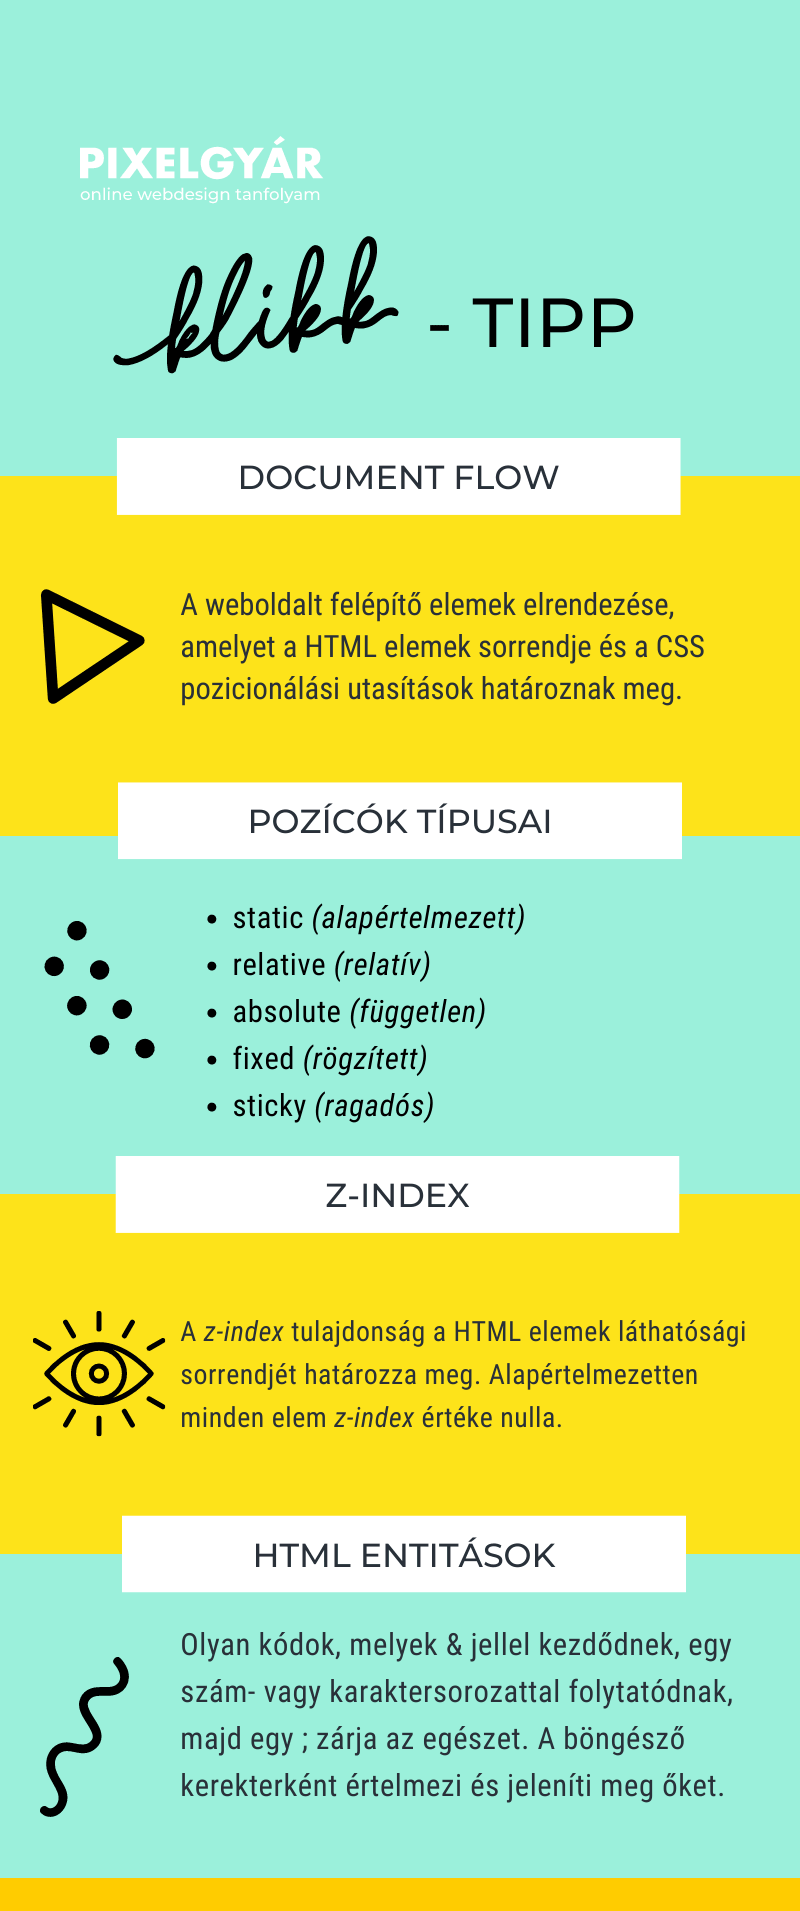 PIXELGYÁR
online webdesign tanfolyam
klikk - TIPP
DOCUMENT FLOW
A weboldalt felépítő elemek elrendezése,
amelyet a HTML elemek sorrendje és a CSS
pozicionálási utasítások határoznak meg.
POZÍCÓK TÍPUSAI
• static (alapértelmezett)
• relative (relatív)
• absolute (független)
• fixed (rögzített)
• sticky (ragadós)
Z-INDEX
A z-index tulajdonság a HTML elemek láthatósági
sorrendjét határozza meg. Alapértelmezetten
minden elem z-index értéke nulla.
HTML ENTITÁSOK
Olyan kódok, melyek & jellel kezdődnek, egy
szám- vagy karaktersorozattal folytatódnak,
majd egy ; zárja az egészet. A böngésző
kerekterként értelmezi és jeleníti meg őket.